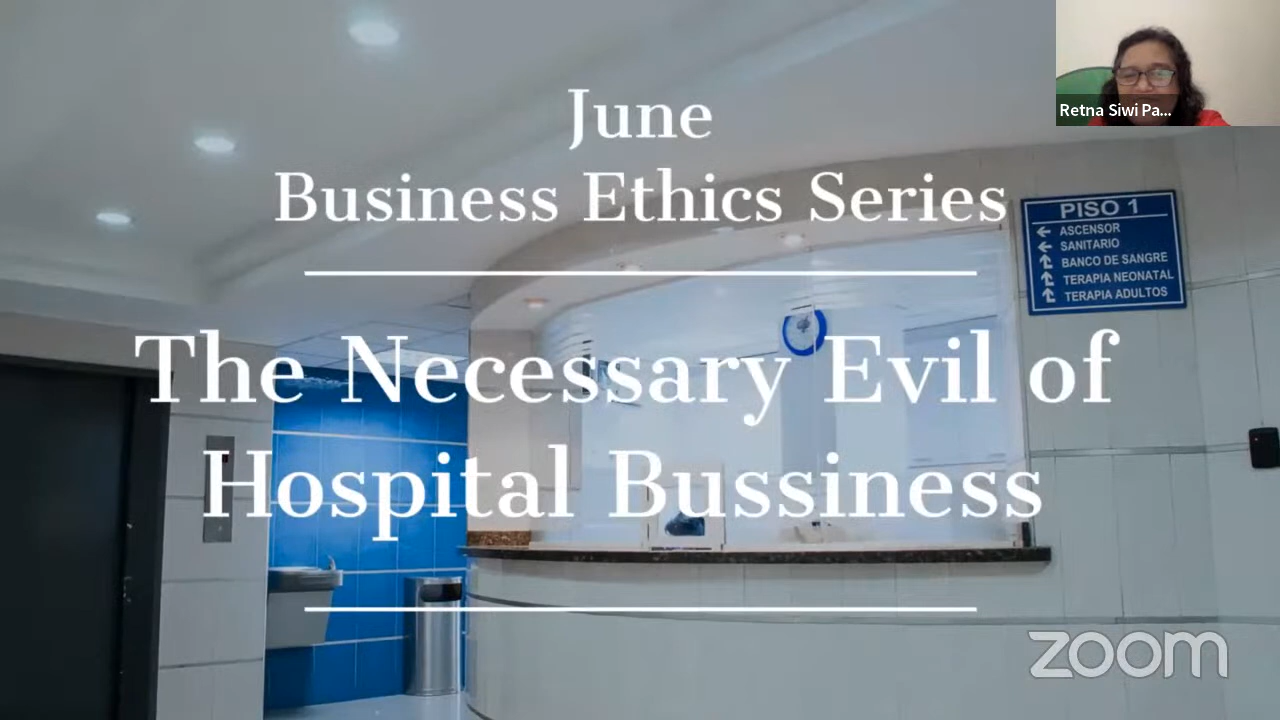 June
Business Ethics Series
The Necessary Evil of
Hospital Bussiness
Retna Siwi Pa...
PISO 1
ASCENSOR
SANITARIO
BANCO DE SANGRE
TERAPIA NEONATAL
TERAPIA ADULTOS
zoom